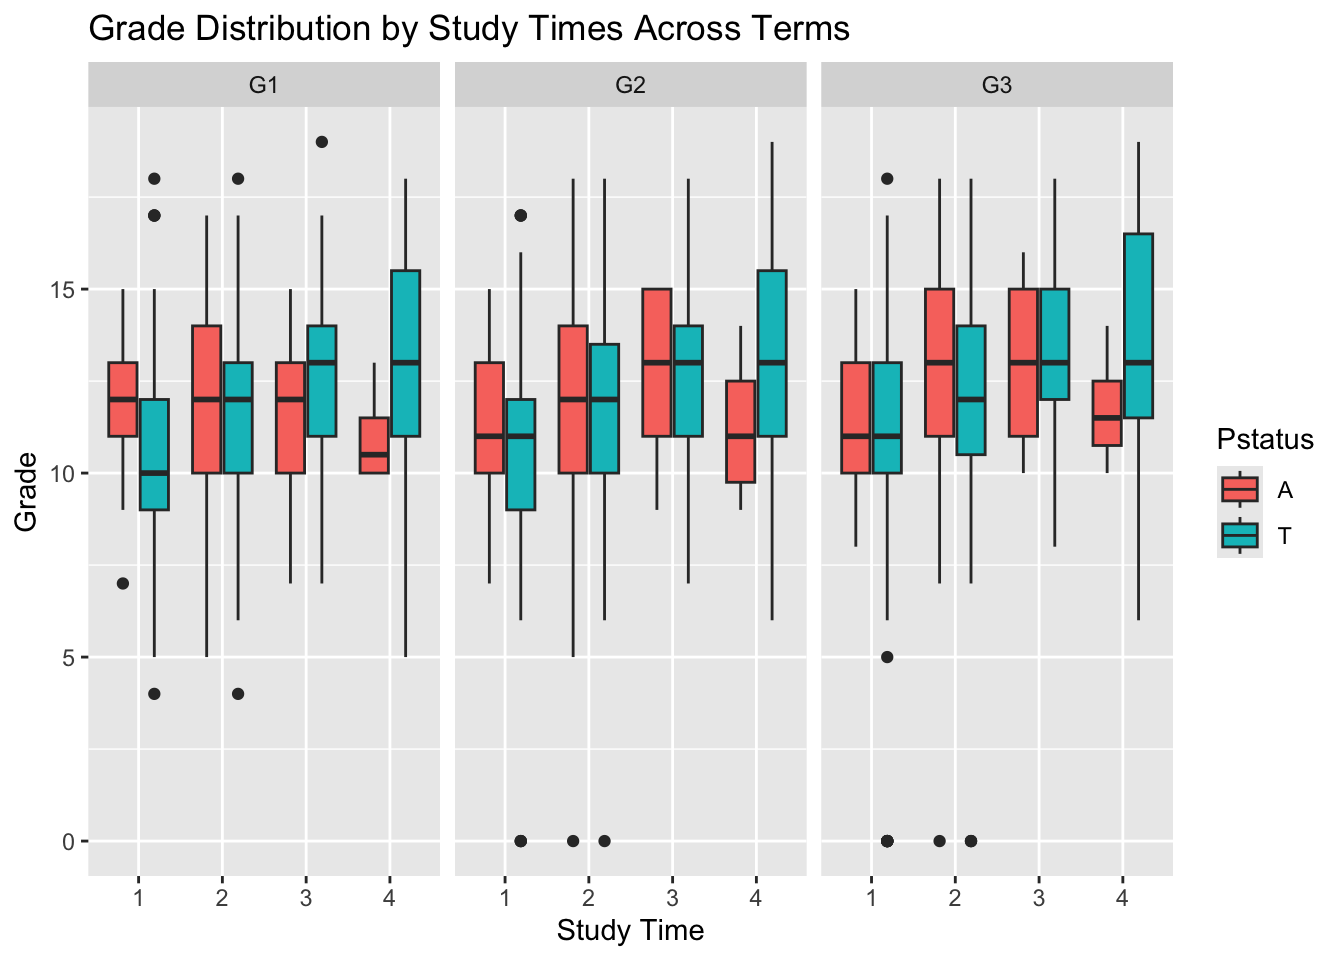 Grade Distribution by Study Times Across Terms
G1 G2 G3
15
10
5
0
Grade
1 2 3 4 1 2 3 4 1 2 3 4
Study Time
Pstatus
A
T